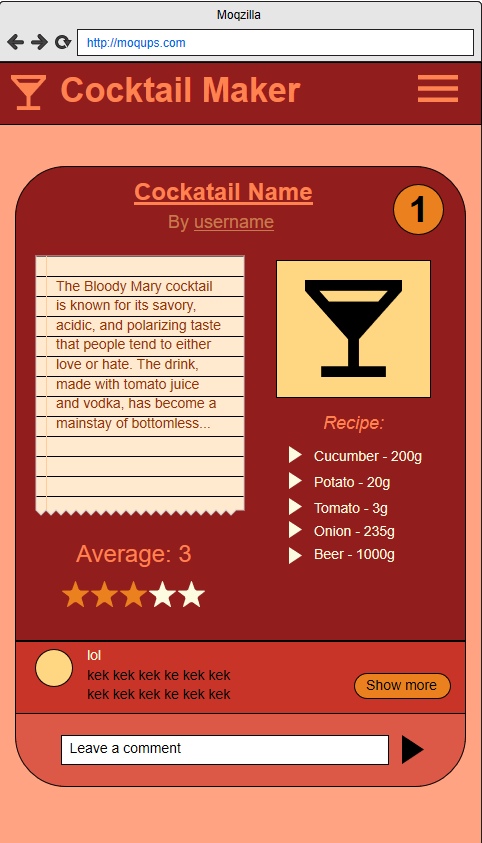 Moqzilla
http://moqups.com
Cocktail Maker
Cockatail Name
1
By username
The Bloody Mary cocktail
is known for its savory,
acidic, and polarizing taste
that people tend to either
love or hate. The drink,
made with tomato juice
and vodka, has become a
mainstay of bottomless...
Recipe:
Cucumber - 200g
Potato - 20g
Tomato - 3g
Onion - 235g
Beer - 1000g
Average: 3
lol
kek kek kek ke kek kek
kek kek kek ke kek kek
Show more
Leave a comment